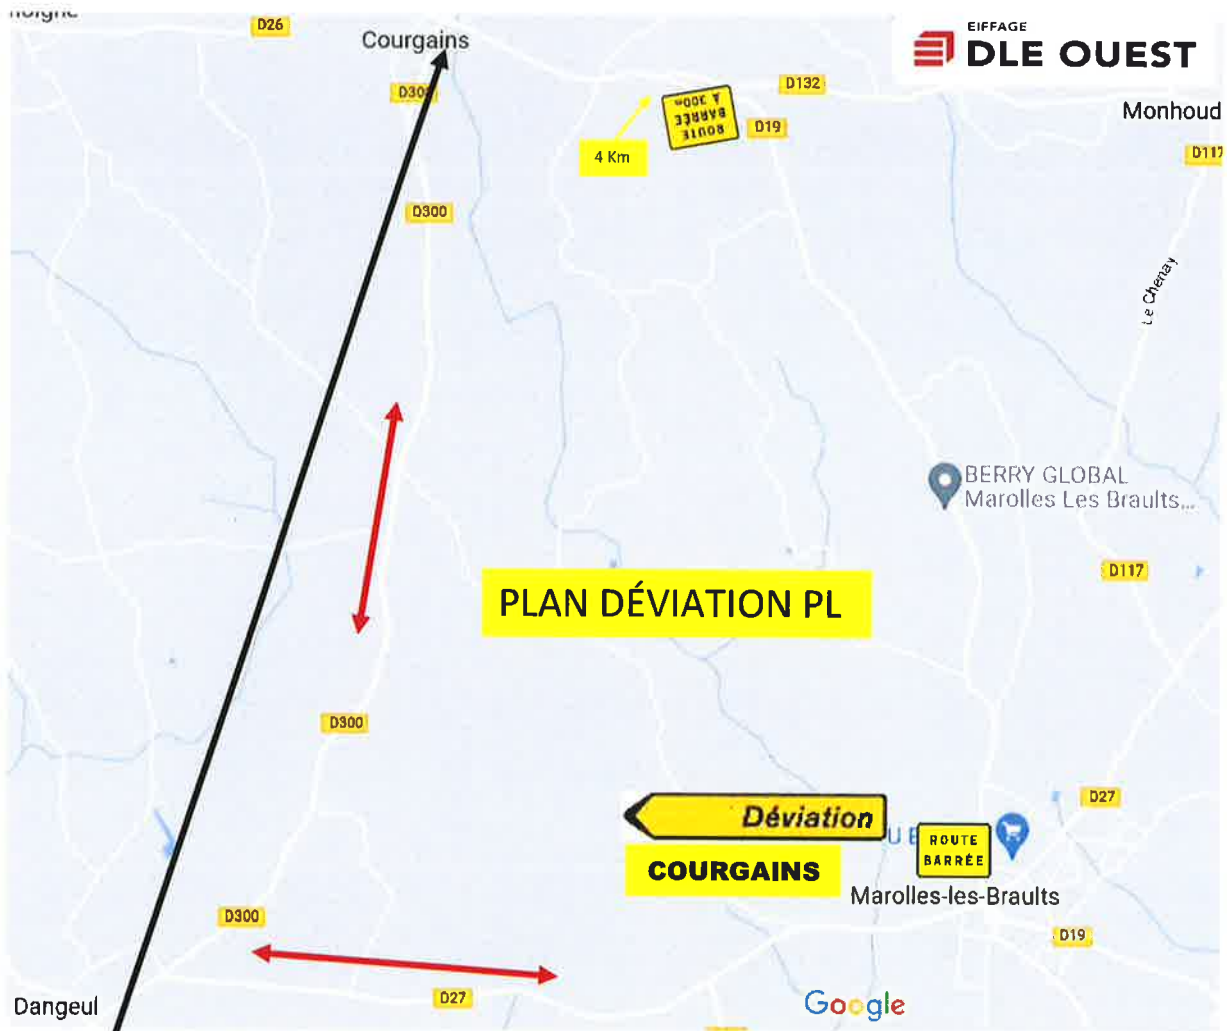 D26
Courgains
EIFFAGE
DLE OUEST
D300
D132
ROUTE
BARRÉE
À 300m
D19
Monhoud
4 Km
D117
D300
Le Chenay
BERRY GLOBAL
Marolles Les Braults...
D117
PLAN DÉVIATION PL
D300
D27
Déviation
UE
ROUTE
BARRÉE
COURGAINS
Marolles-les-Braults
D300
D19
D27
Dangeul
Google